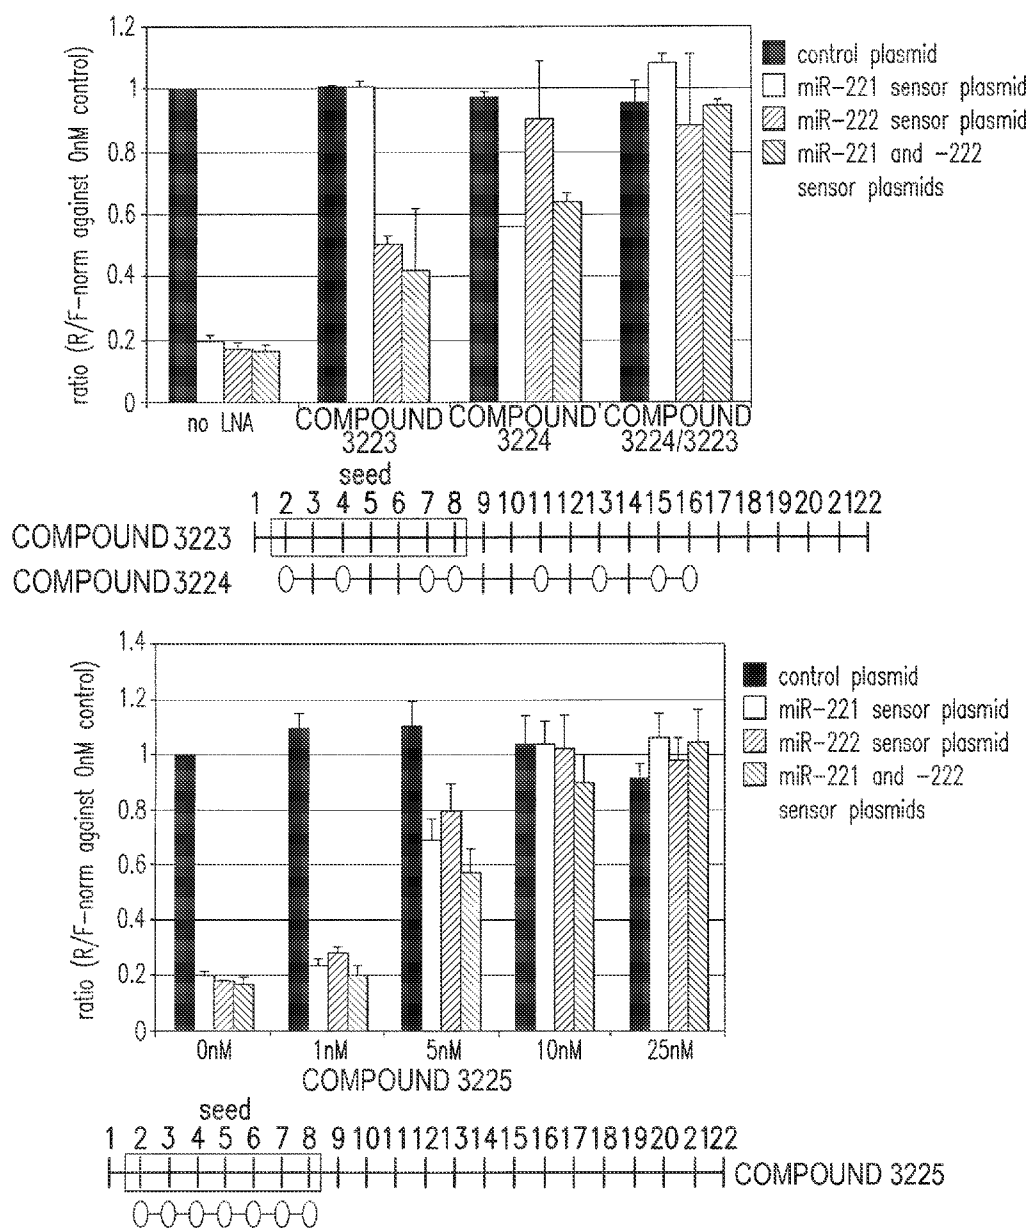 ratio (R/F-norm against 0nM control)
1.2
1
0.8
0.6
0.4
0.2
0
control plasmid
miR-221 sensor plasmid
miR-222 sensor plasmid
miR-221 and -222
sensor plasmids
no LNA
COMPOUND
3223
COMPOUND
3224
COMPOUND
3224/3223
seed
1 2 3 4 5 6 7 8 9 10 11 12 13 14 15 16 17 18 19 20 21 22
COMPOUND 3223
COMPOUND 3224
ratio (R/F-norm against 0nM control)
1.4
1.2
1
0.8
0.6
0.4
0.2
0
control plasmid
miR-221 sensor plasmid
miR-222 sensor plasmid
miR-221 and -222
sensor plasmids
0nM 1nM 5nM 10nM 25nM
COMPOUND 3225
seed
1 2 3 4 5 6 7 8 9 10 11 12 13 14 15 16 17 18 19 20 21 22
COMPOUND 3225